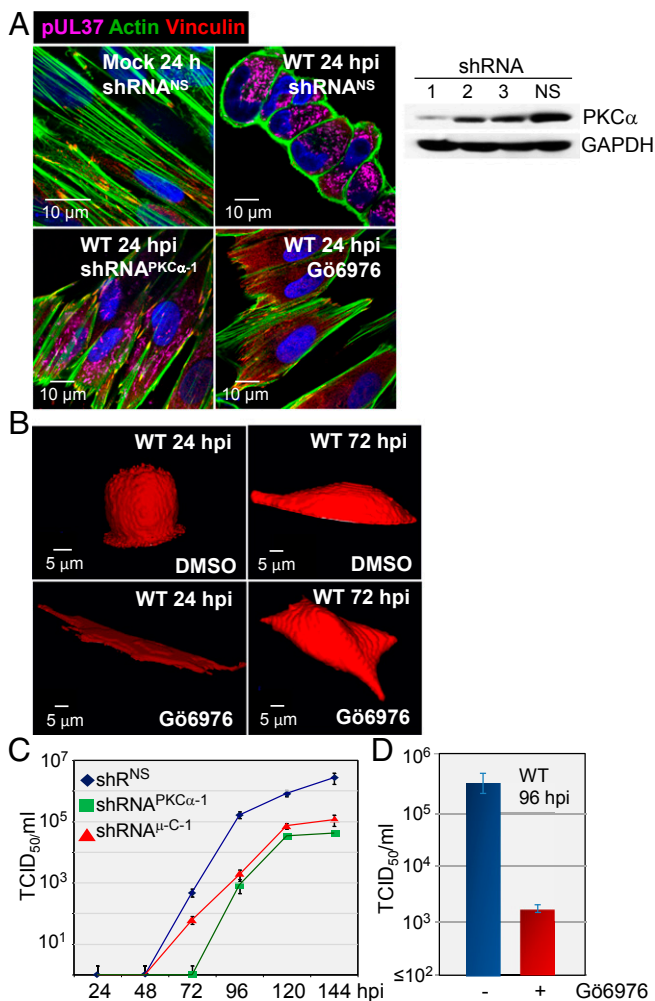 A
pUL37 Actin Vinculin
Mock 24 h
shRNA^NS
10 µm
WT 24 hpi
shRNA^NS
10 µm
WT 24 hpi
shRNA^PKCα-1
10 µm
WT 24 hpi
Gö6976
10 µm
shRNA
1 2 3 NS
PKCα
GAPDH
B
WT 24 hpi
5 µm
DMSO
WT 72 hpi
5 µm
DMSO
WT 24 hpi
5 µm
Gö6976
WT 72 hpi
5 µm
Gö6976
C
TCID50/ml
10^7
10^5
10^3
10^1
shR^NS
shRNA^PKCα-1
shRNA^µ-C-1
24 48 72 96 120 144 hpi
D
TCID50/ml
10^6
10^5
10^4
10^3
≤10^2
WT
96 hpi
- + Gö6976